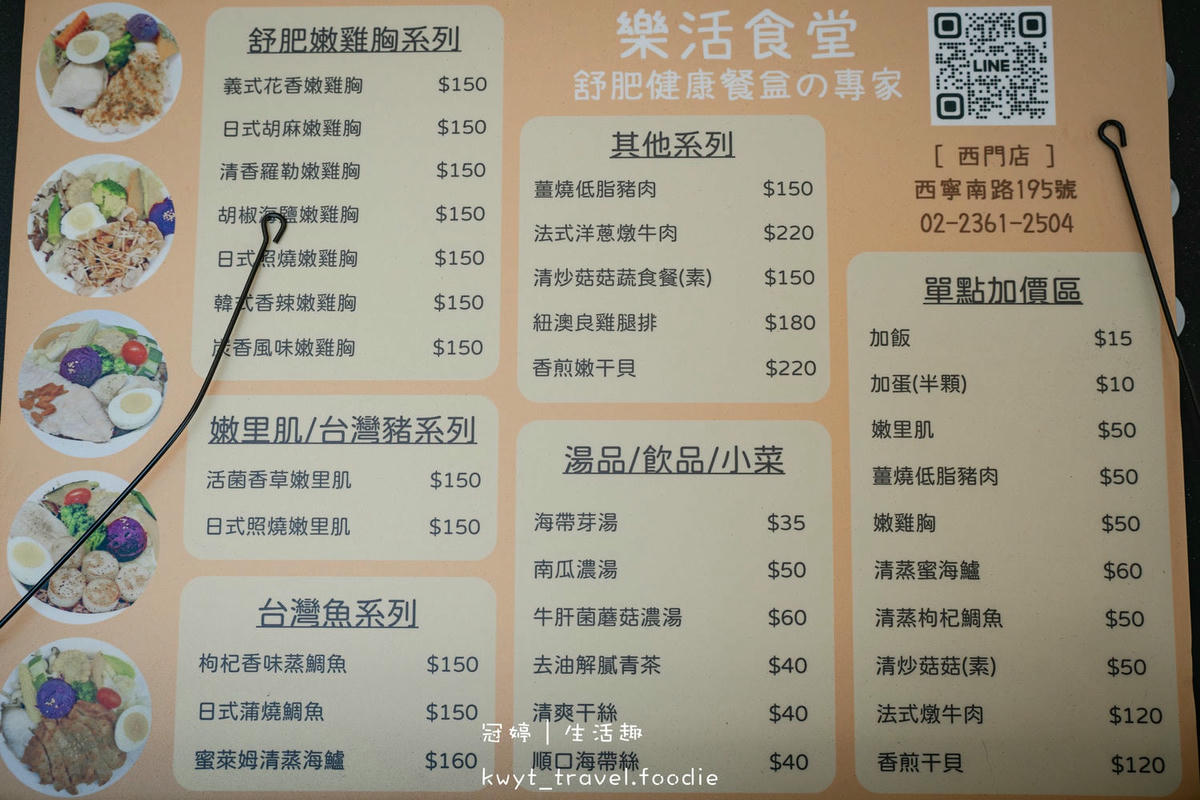 樂活食堂
舒肥健康餐盒の專家
LINE
[ 西門店 ]
西寧南路195號
02-2361-2504
舒肥嫩雞胸系列
義式花香嫩雞胸 $150
日式胡麻嫩雞胸 $150
清香羅勒嫩雞胸 $150
胡椒海鹽嫩雞胸 $150
日式照燒嫩雞胸 $150
韓式香辣嫩雞胸 $150
炭香風味嫩雞胸 $150
嫩里肌/台灣豬系列
活菌香草嫩里肌 $150
日式照燒嫩里肌 $150
台灣魚系列
枸杞香味蒸鯛魚 $150
日式蒲燒鯛魚 $150
蜜萊姆清蒸海鱸 $160
其他系列
薑燒低脂豬肉 $150
法式洋蔥燉牛肉 $220
清炒菇菇蔬食餐(素) $150
紐澳良雞腿排 $180
香煎嫩干貝 $220
湯品/飲品/小菜
海帶芽湯 $35
南瓜濃湯 $50
牛肝菌蘑菇濃湯 $60
去油解膩青茶 $40
清爽干絲 $40
順口海帶絲 $40
單點加價區
加飯 $15
加蛋(半顆) $10
嫩里肌 $50
薑燒低脂豬肉 $50
嫩雞胸 $50
清蒸蜜海鱸 $60
清蒸枸杞鯛魚 $50
清炒菇菇(素) $50
法式燉牛肉 $120
香煎干貝 $120
冠婷｜生活趣
kwyt_travel.foodie